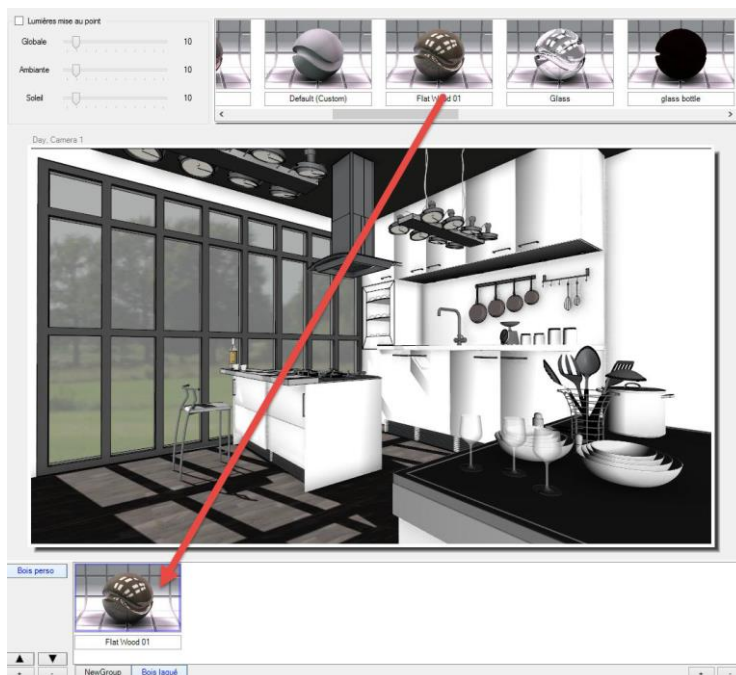 Lumières mise au point
Globale 10
Ambiante 10
Soleil 10
Default (Custom)
Flat Wood 01
Glass
glass bottle
Day, Camera 1
Bois perso
Flat Wood 01
NewGroup
Bois laqué